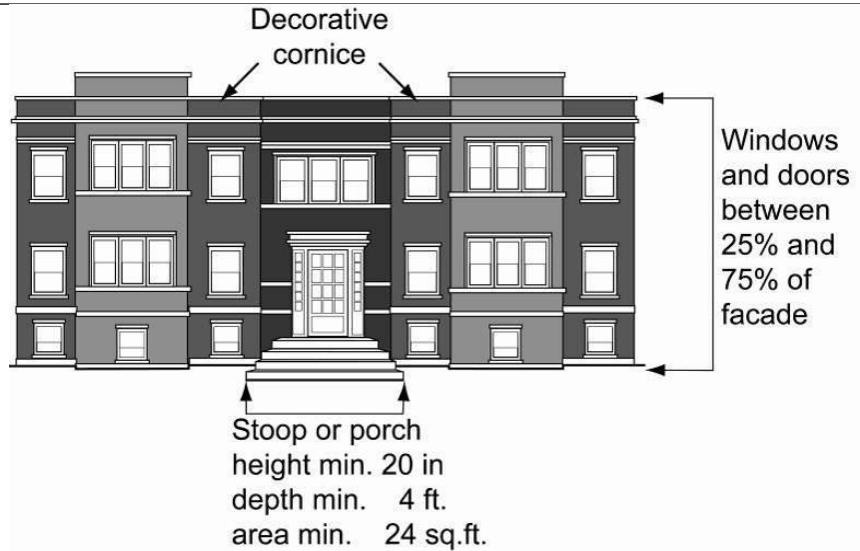 Decorative
cornice
Windows
and doors
between
25% and
75% of
facade
Stoop or porch
height min. 20 in
depth min. 4 ft.
area min. 24 sq.ft.